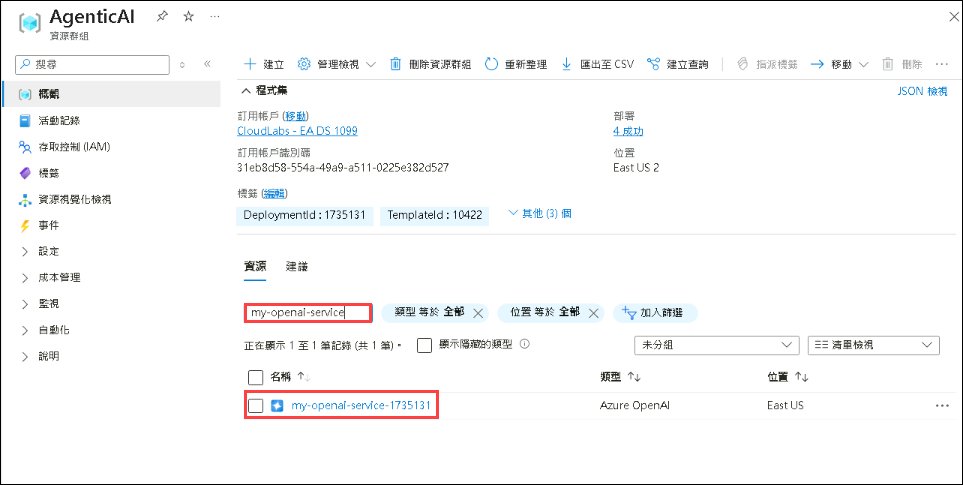 AgenticAI
資源群組
搜尋
概觀
活動記錄
存取控制 (IAM)
標籤
資源視覺化檢視
事件
設定
成本管理
監視
自動化
說明
建立 管理檢視 刪除資源群組 重新整理 匯出至 CSV 建立查詢 指派標籤 移動 刪除
程式集 JSON 檢視
訂用帳戶 (移動) 部署
CloudLabs - EA DS 1099 4 成功
訂用帳戶識別碼 位置
31eb8d58-554a-49a9-a511-0225e382d527 East US 2
標籤 (編輯)
DeploymentId : 1735131 TemplateId : 10422 其他 (3) 個
資源 建議
my-openai-service 類型 等於 全部 位置 等於 全部 加入篩選
正在顯示 1 至 1 筆記錄 (共 1 筆)。 顯示隱藏的類型 未分組 清單檢視
名稱 類型 位置
my-openai-service-1735131 Azure OpenAI East US